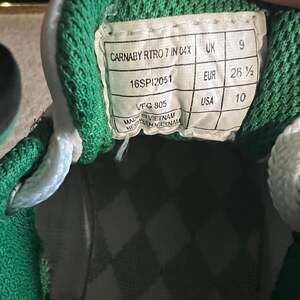 CARNABY RTRO 7 IN 04X UK 9
16SPI2051 EUR 26 ½
VFG 805 USA 10
MADE IN VIETNAM
VIETNAM